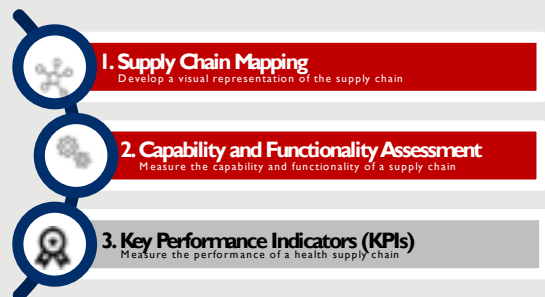 1. Supply Chain Mapping
Develop a visual representation of the supply chain
2. Capability and Functionality Assessment
Measure the capability and functionality of a supply chain
3. Key Performance Indicators (KPIs)
Measure the performance of a health supply chain